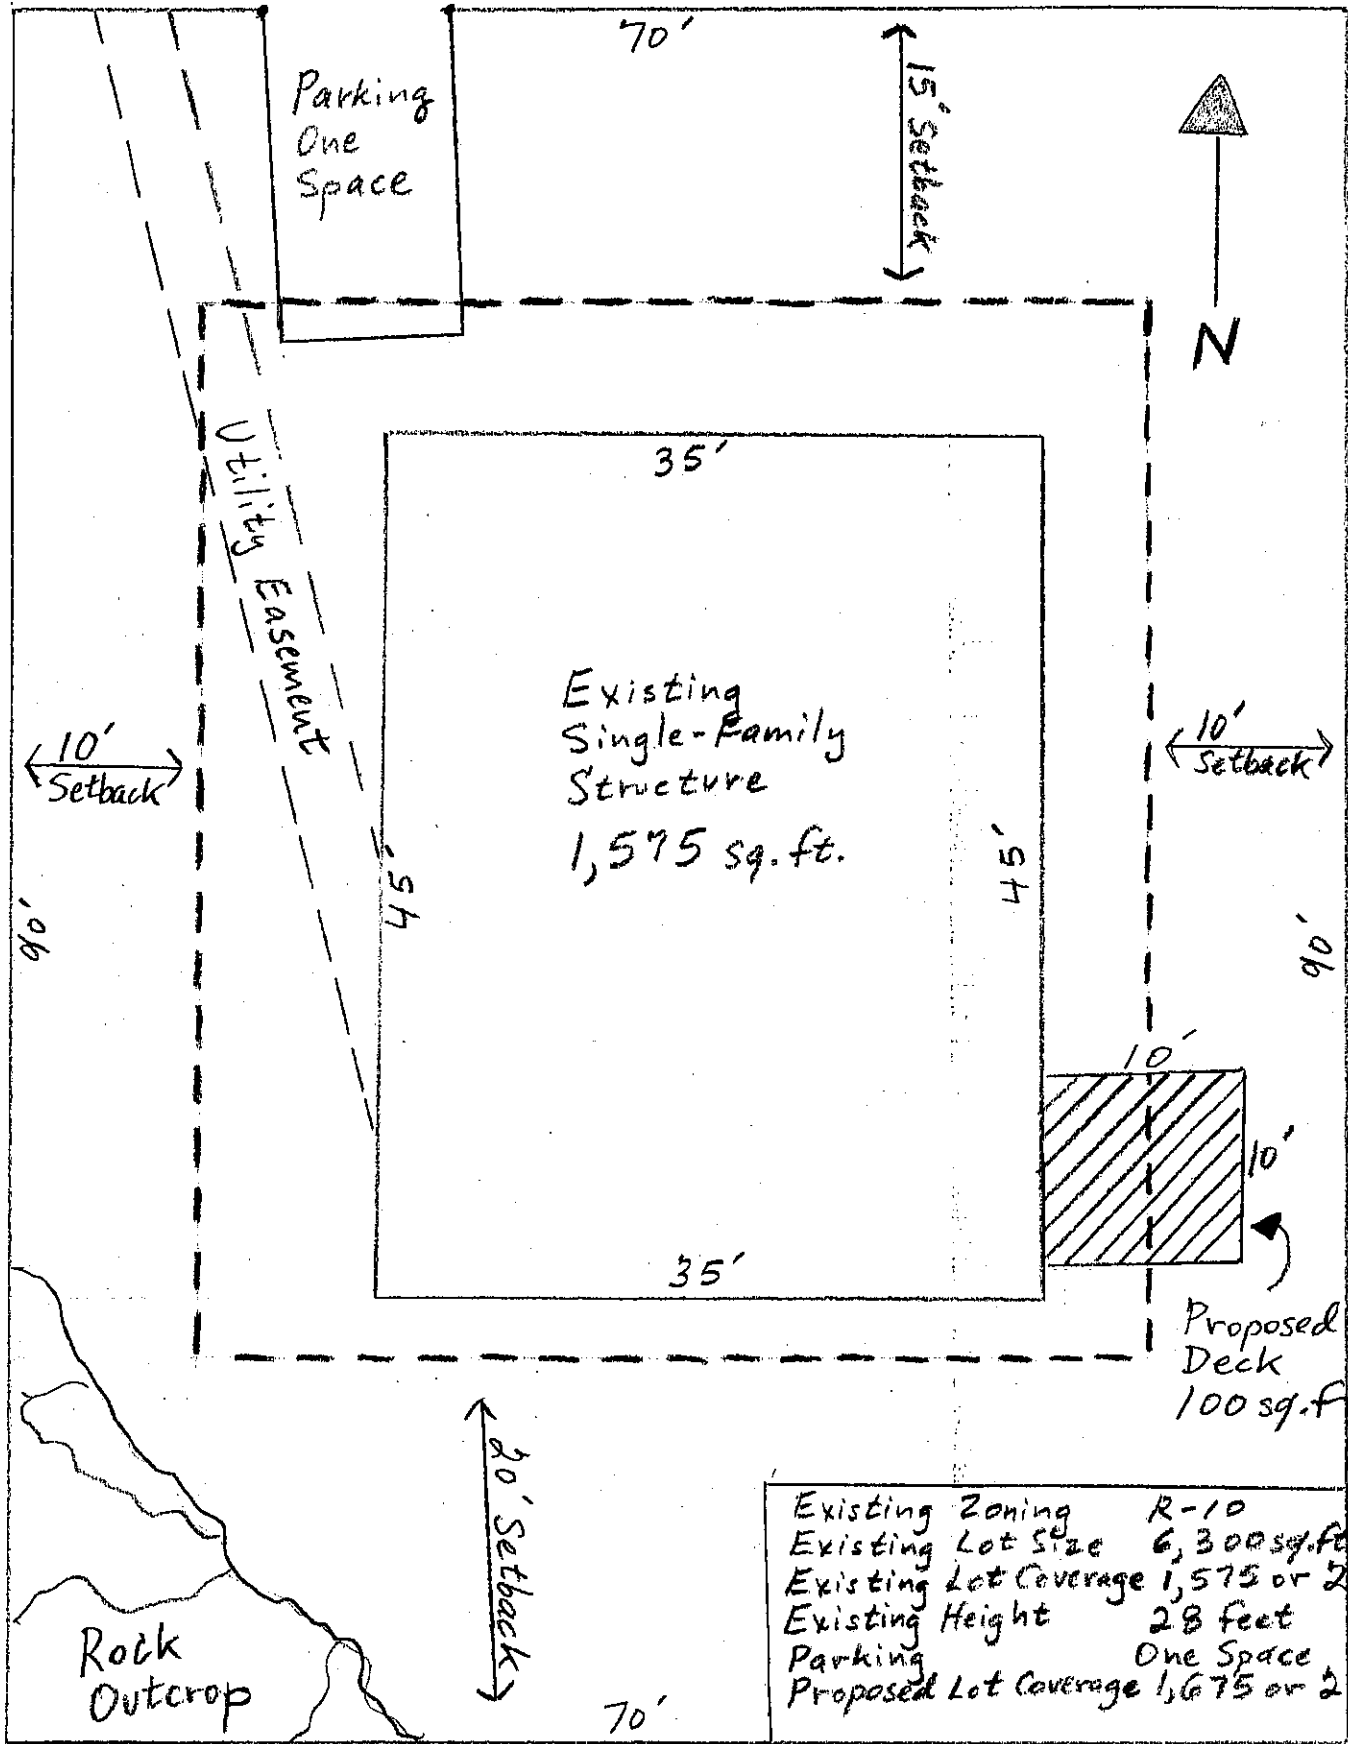 70'
Parking
One
Space
15' Setback
N
35'
Utility Easement
Existing
Single-Family
Structure
1,575 sq. ft.
10'
Setback
10'
Setback
45'
45'
90'
90'
10'
10'
35'
Proposed
Deck
100 sq. f
20' Setback
Rock
Outcrop
70'
Existing Zoning R-10
Existing Lot Size 6,300 sq. ft
Existing Lot Coverage 1,575 or 2
Existing Height 28 feet
Parking One Space
Proposed Lot Coverage 1,675 or 2